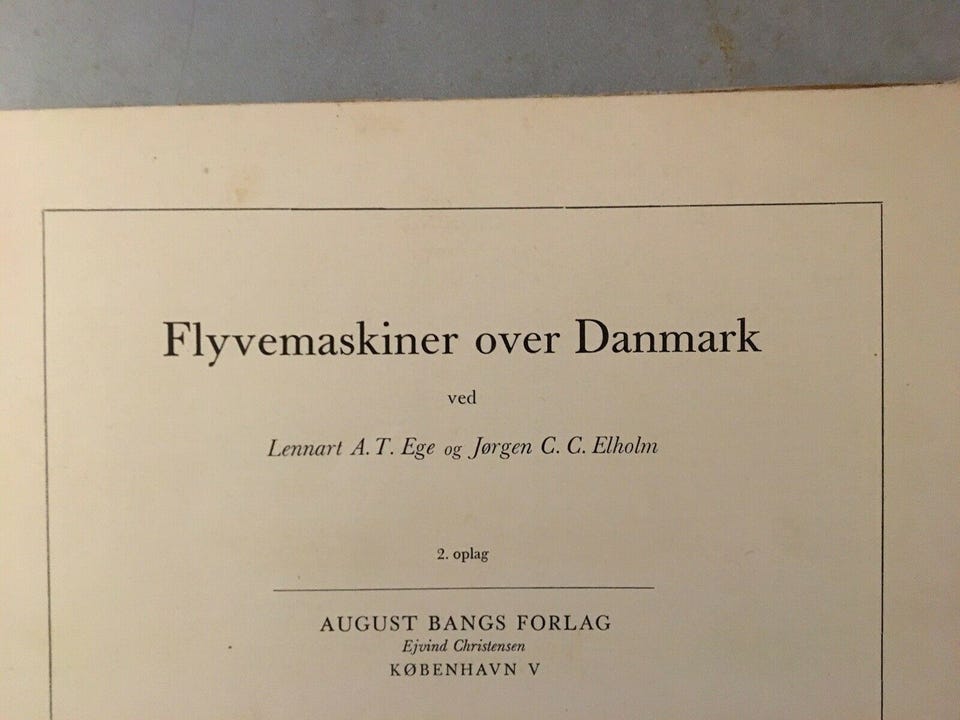 Flyvemaskiner over Danmark
ved
Lennart A. T. Ege og Jørgen C. C. Elholm
2. oplag
AUGUST BANGS FORLAG
Ejvind Christensen
KØBENHAVN V